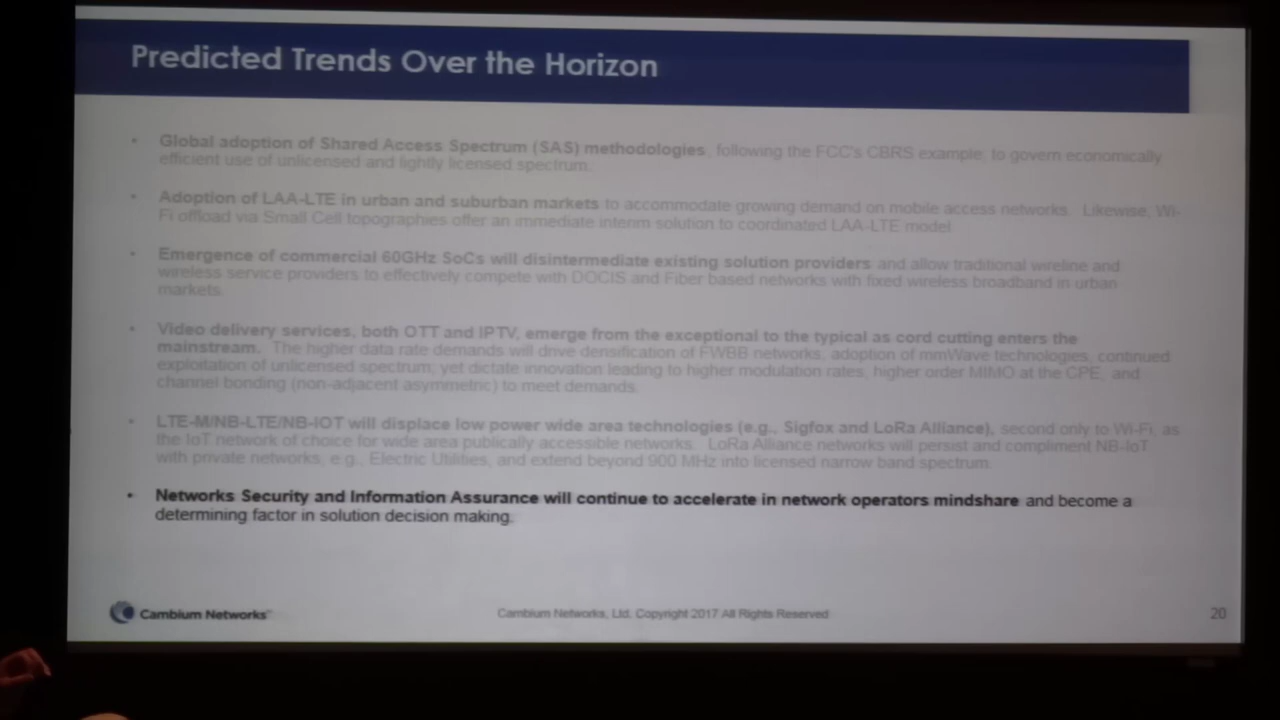 Predicted Trends Over the Horizon
• Global adoption of Shared Access Spectrum (SAS) methodologies, following the FCC's CBRS example, to govern economically
efficient use of unlicensed and lightly licensed spectrum.
• Adoption of LAA-LTE in urban and suburban markets to accommodate growing demand on mobile access networks. Likewise, Wi-
Fi offload via Small Cell topographies offer an immediate interim solution to coordinated LAA-LTE model
• Emergence of commercial 60GHz SoCs will disintermediate existing solution providers and allow traditional wireline and
wireless service providers to effectively compete with DOCIS and Fiber based networks with fixed wireless broadband in urban
markets.
• Video delivery services, both OTT and IPTV, emerge from the exceptional to the typical as cord cutting enters the
mainstream. The higher data rate demands will drive densification of FWBB networks, adoption of mmWave technologies, continued
exploitation of unlicensed spectrum; yet dictate innovation leading to higher modulation rates, higher order MIMO at the CPE, and
channel bonding (non-adjacent asymmetric) to meet demands.
• LTE-M/NB-LTE/NB-IOT will displace low power wide area technologies (e.g., Sigfox and LoRa Alliance), second only to Wi-Fi, as
the IoT network of choice for wide area publically accessible networks. LoRa Alliance networks will persist and compliment NB-IoT
with private networks, e.g., Electric Utilities, and extend beyond 900 MHz into licensed narrow band spectrum.
• Networks Security and Information Assurance will continue to accelerate in network operators mindshare and become a
determining factor in solution decision making.
Cambium Networks™
Cambium Networks, Ltd. Copyright 2017 All Rights Reserved
20